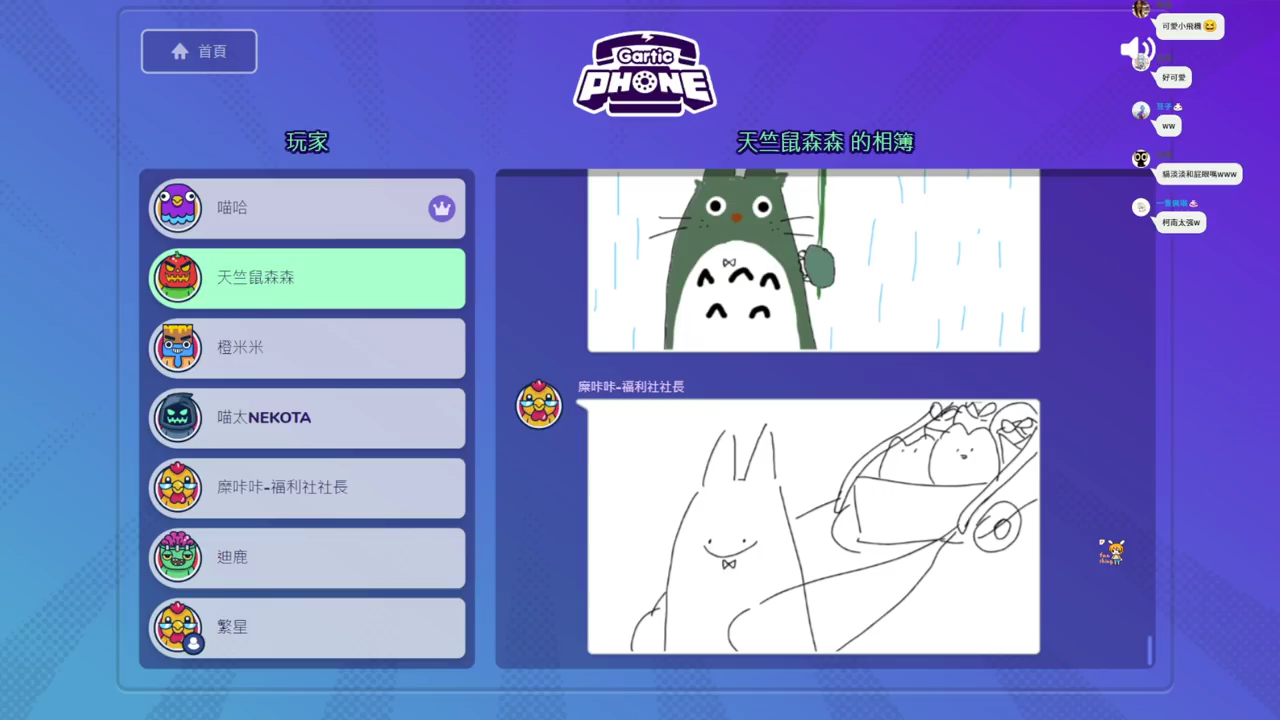 首頁
Gartic
PHONE
玩家
天竺鼠森森 的相簿
喵哈
天竺鼠森森
橙米米
喵太NEKOTA
糜咔咔-福利社社長
迪鹿
繁星
糜咔咔-福利社社長
可愛小飛機😆
好可愛
ww
貓淡淡和屁眼嘴www
柯南太強w